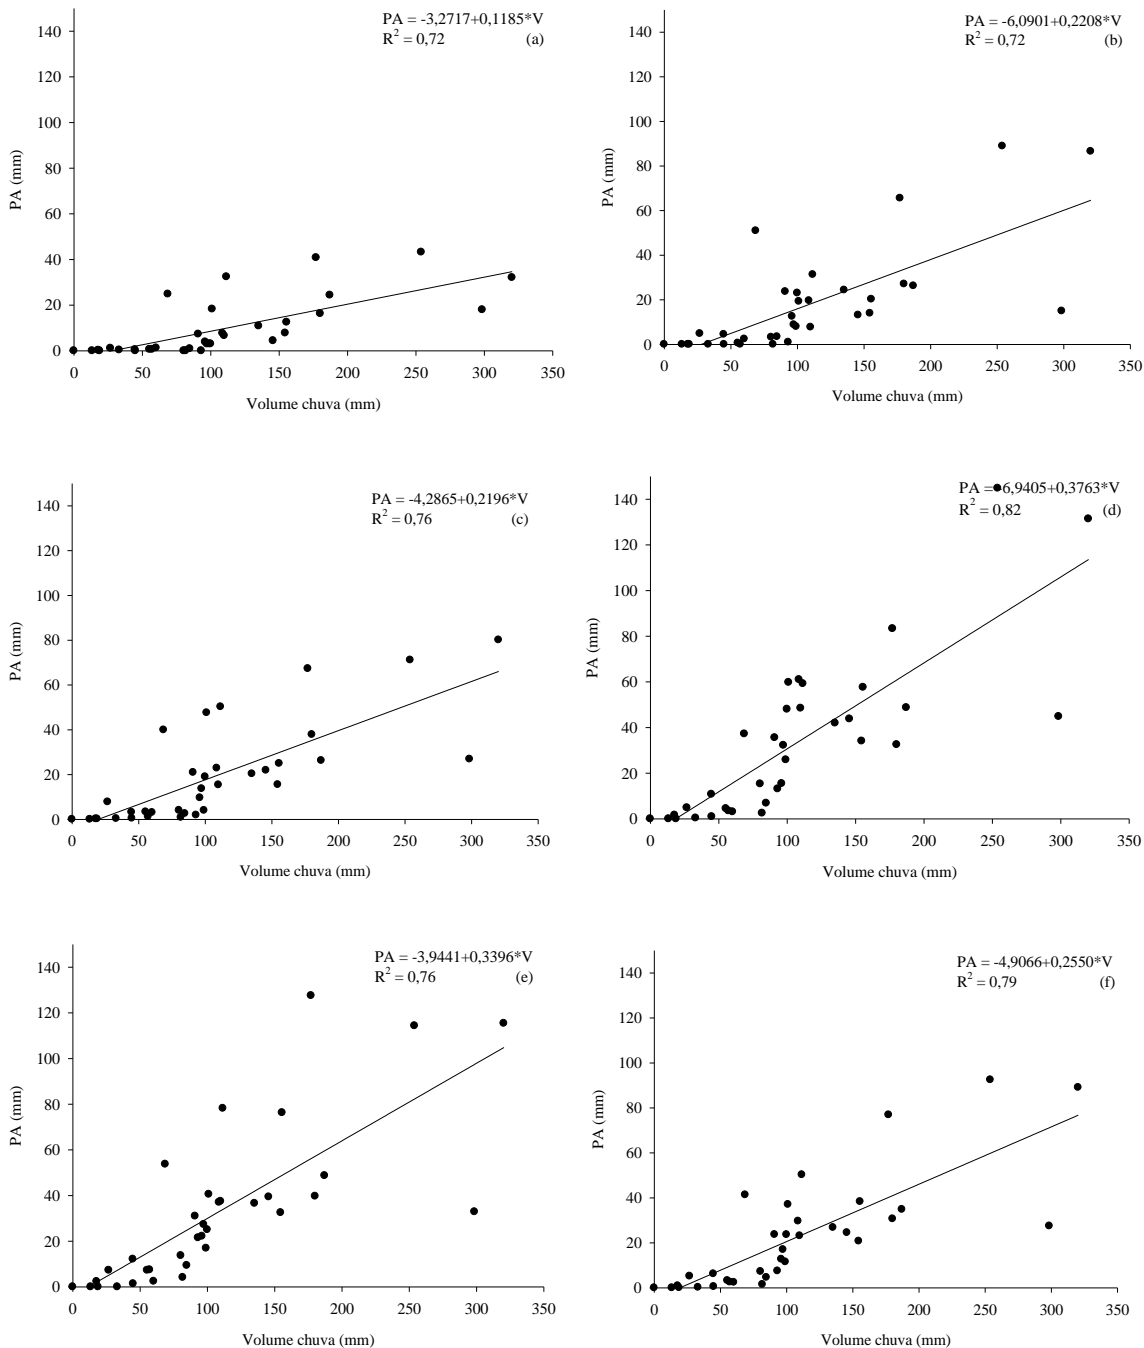 PA = -3,2717+0,1185*V
R² = 0,72 (a)
140
120
100
80
60
40
20
0
PA (mm)
0 50 100 150 200 250 300 350
Volume chuva (mm)
PA = -6,0901+0,2208*V
R² = 0,72 (b)
140
120
100
80
60
40
20
0
PA (mm)
0 50 100 150 200 250 300 350
Volume chuva (mm)
PA = -4,2865+0,2196*V
R² = 0,76 (c)
140
120
100
80
60
40
20
0
PA (mm)
0 50 100 150 200 250 300 350
Volume chuva (mm)
PA = -6,9405+0,3763*V
R² = 0,82 (d)
140
120
100
80
60
40
20
0
PA (mm)
0 50 100 150 200 250 300 350
Volume chuva (mm)
PA = -3,9441+0,3396*V
R² = 0,76 (e)
140
120
100
80
60
40
20
0
PA (mm)
0 50 100 150 200 250 300 350
Volume chuva (mm)
PA = -4,9066+0,2550*V
R² = 0,79 (f)
140
120
100
80
60
40
20
0
PA (mm)
0 50 100 150 200 250 300 350
Volume chuva (mm)